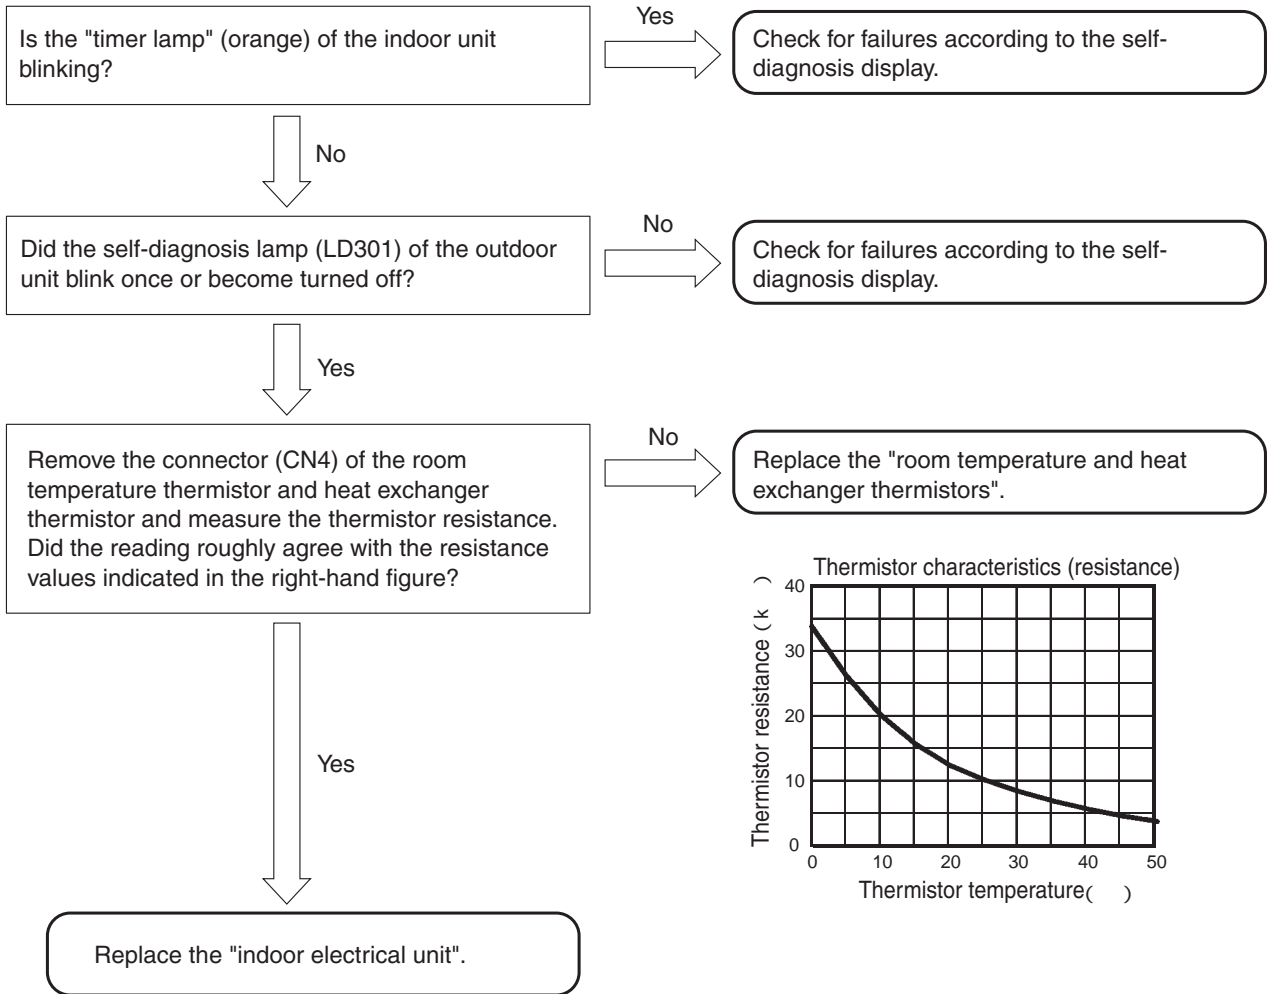 Is the "timer lamp" (orange) of the indoor unit
blinking?
Yes
Check for failures according to the self-
diagnosis display.
No
Did the self-diagnosis lamp (LD301) of the outdoor
unit blink once or become turned off?
No
Check for failures according to the self-
diagnosis display.
Yes
Remove the connector (CN4) of the room
temperature thermistor and heat exchanger
thermistor and measure the thermistor resistance.
Did the reading roughly agree with the resistance
values indicated in the right-hand figure?
No
Replace the "room temperature and heat
exchanger thermistors".
Thermistor characteristics (resistance)
Thermistor resistance ( k )
40
30
20
10
0
0 10 20 30 40 50
Thermistor temperature( )
Yes
Replace the "indoor electrical unit".